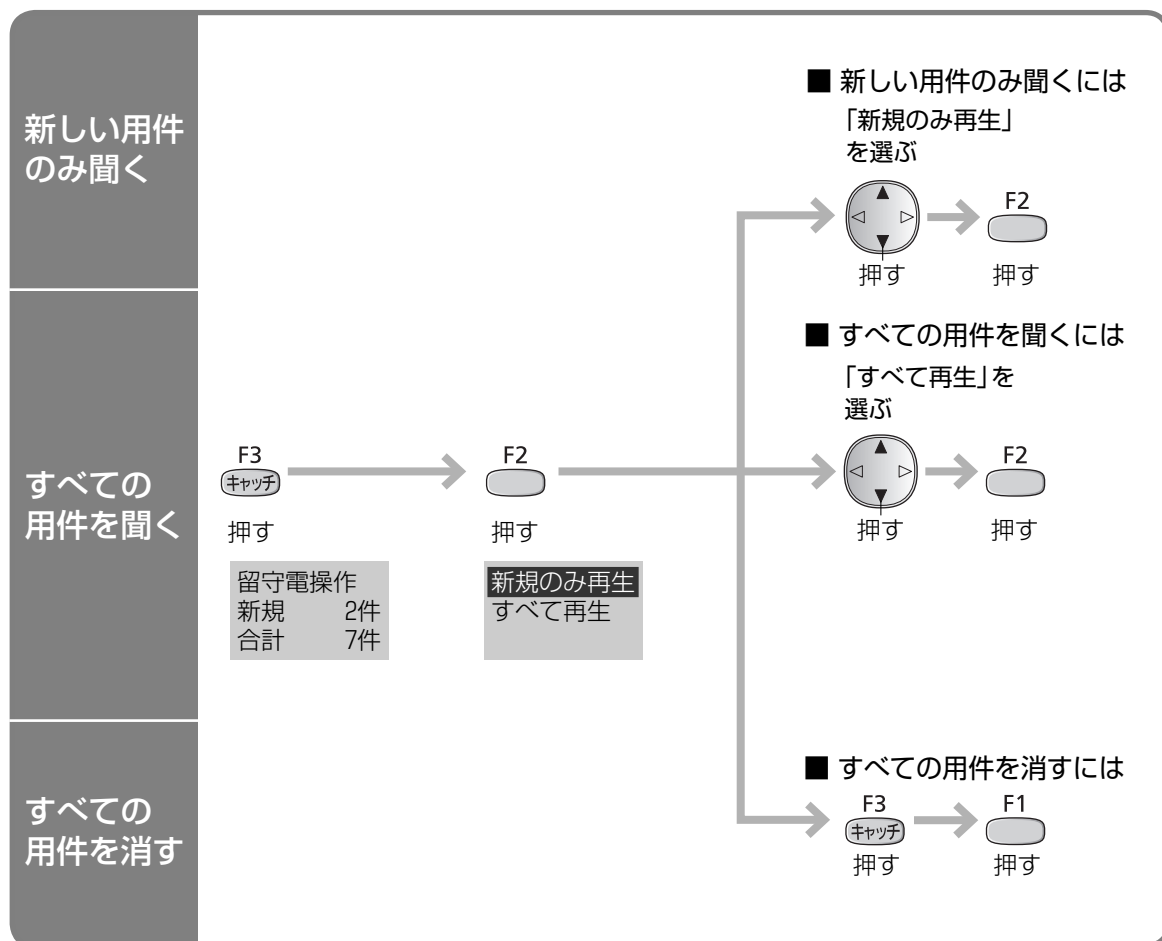 新しい用件
のみ聞く
■ 新しい用件のみ聞くには
「新規のみ再生」
を選ぶ
押す
F2
押す
すべての
用件を聞く
F3
キャッチ
押す
留守電操作
新規 2件
合計 7件
F2
押す
新規のみ再生
すべて再生
■ すべての用件を聞くには
「すべて再生」を
選ぶ
押す
F2
押す
すべての
用件を消す
■ すべての用件を消すには
F3
キャッチ
押す
F1
押す